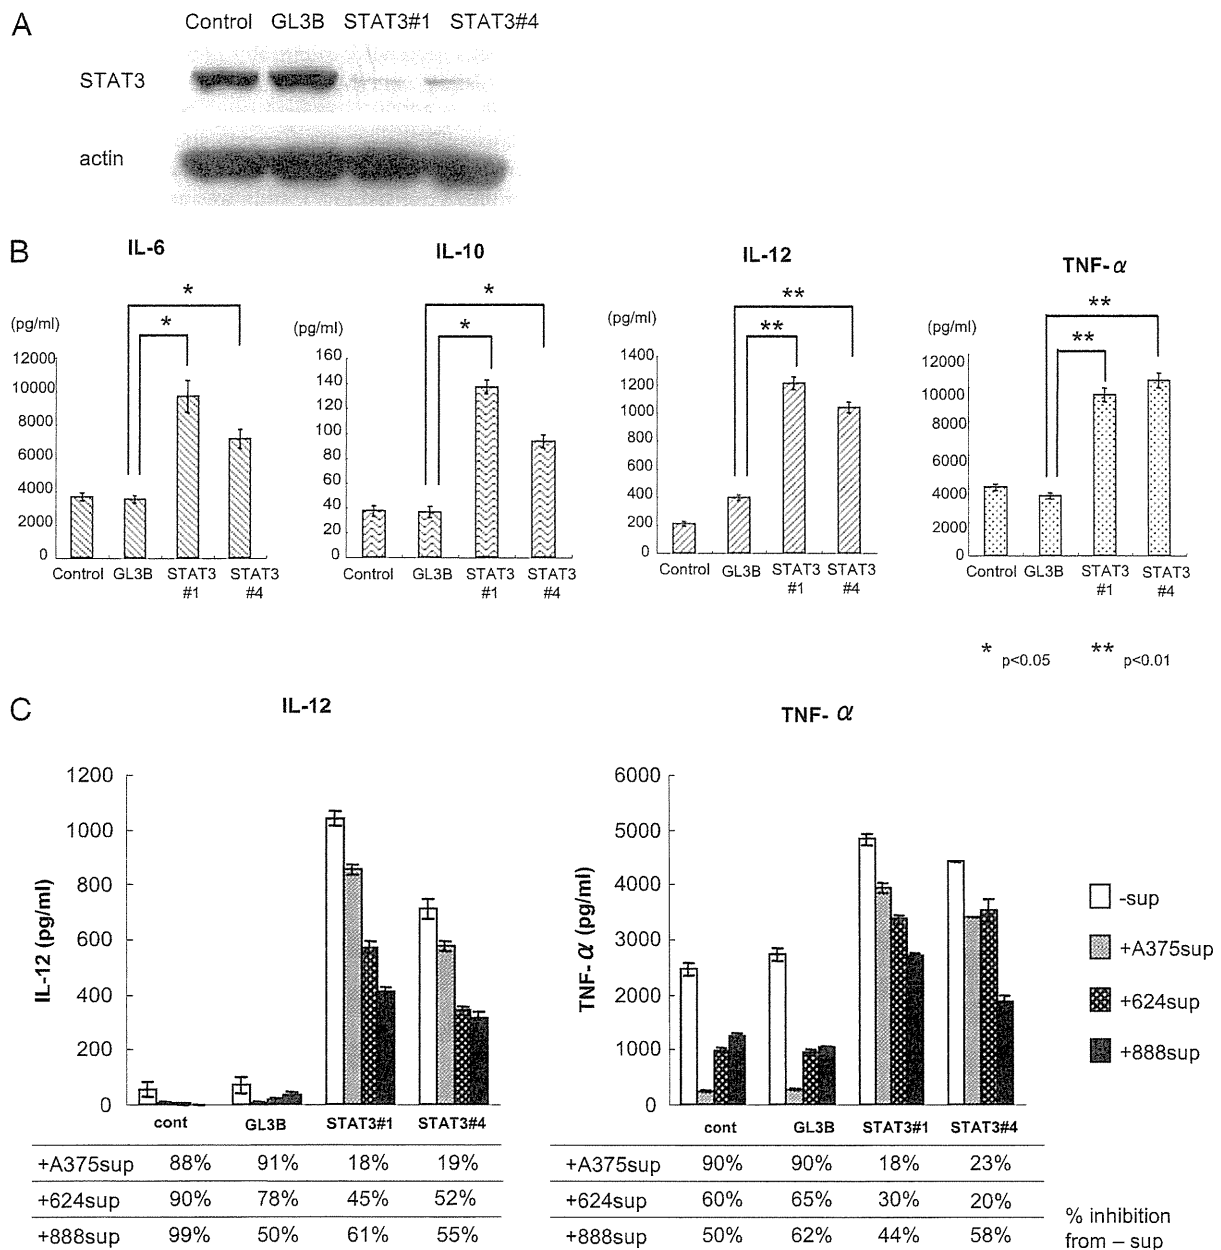 A
Control GL3B STAT3#1 STAT3#4
STAT3
actin
B
IL-6
(pg/ml)
12000
10000
8000
6000
4000
2000
0
* 
*
Control GL3B STAT3 #1 STAT3 #4
IL-10
(pg/ml)
160
140
120
100
80
60
40
20
0
*
*
Control GL3B STAT3 #1 STAT3 #4
IL-12
(pg/ml)
1400
1200
1000
800
600
400
200
0
**
**
Control GL3B STAT3 #1 STAT3 #4
TNF-α
(pg/ml)
12000
10000
8000
6000
4000
2000
0
**
**
Control GL3B STAT3 #1 STAT3 #4
* p<0.05 ** p<0.01
C
IL-12
IL-12 (pg/ml)
1200
1000
800
600
400
200
0
cont GL3B STAT3#1 STAT3#4
+A375sup 88% 91% 18% 19%
+624sup 90% 78% 45% 52%
+888sup 99% 50% 61% 55%
TNF-α
TNF-α (pg/ml)
6000
5000
4000
3000
2000
1000
0
cont GL3B STAT3#1 STAT3#4
+A375sup 90% 90% 18% 23%
+624sup 60% 65% 30% 20%
+888sup 50% 62% 44% 58%
-sup
+A375sup
+624sup
+888sup
% inhibition
from – sup